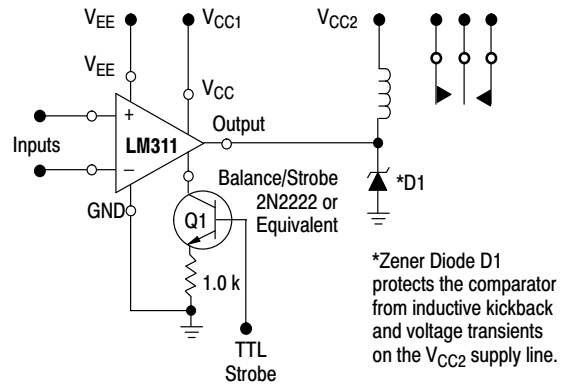 VEE
VCC1
VCC2
VEE
VCC
Inputs
+
LM311
Output
–
GND
Balance/Strobe
2N2222 or
Equivalent
*D1
Q1
1.0 k
TTL
Strobe
*Zener Diode D1
protects the comparator
from inductive kickback
and voltage transients
on the VCC2 supply line.